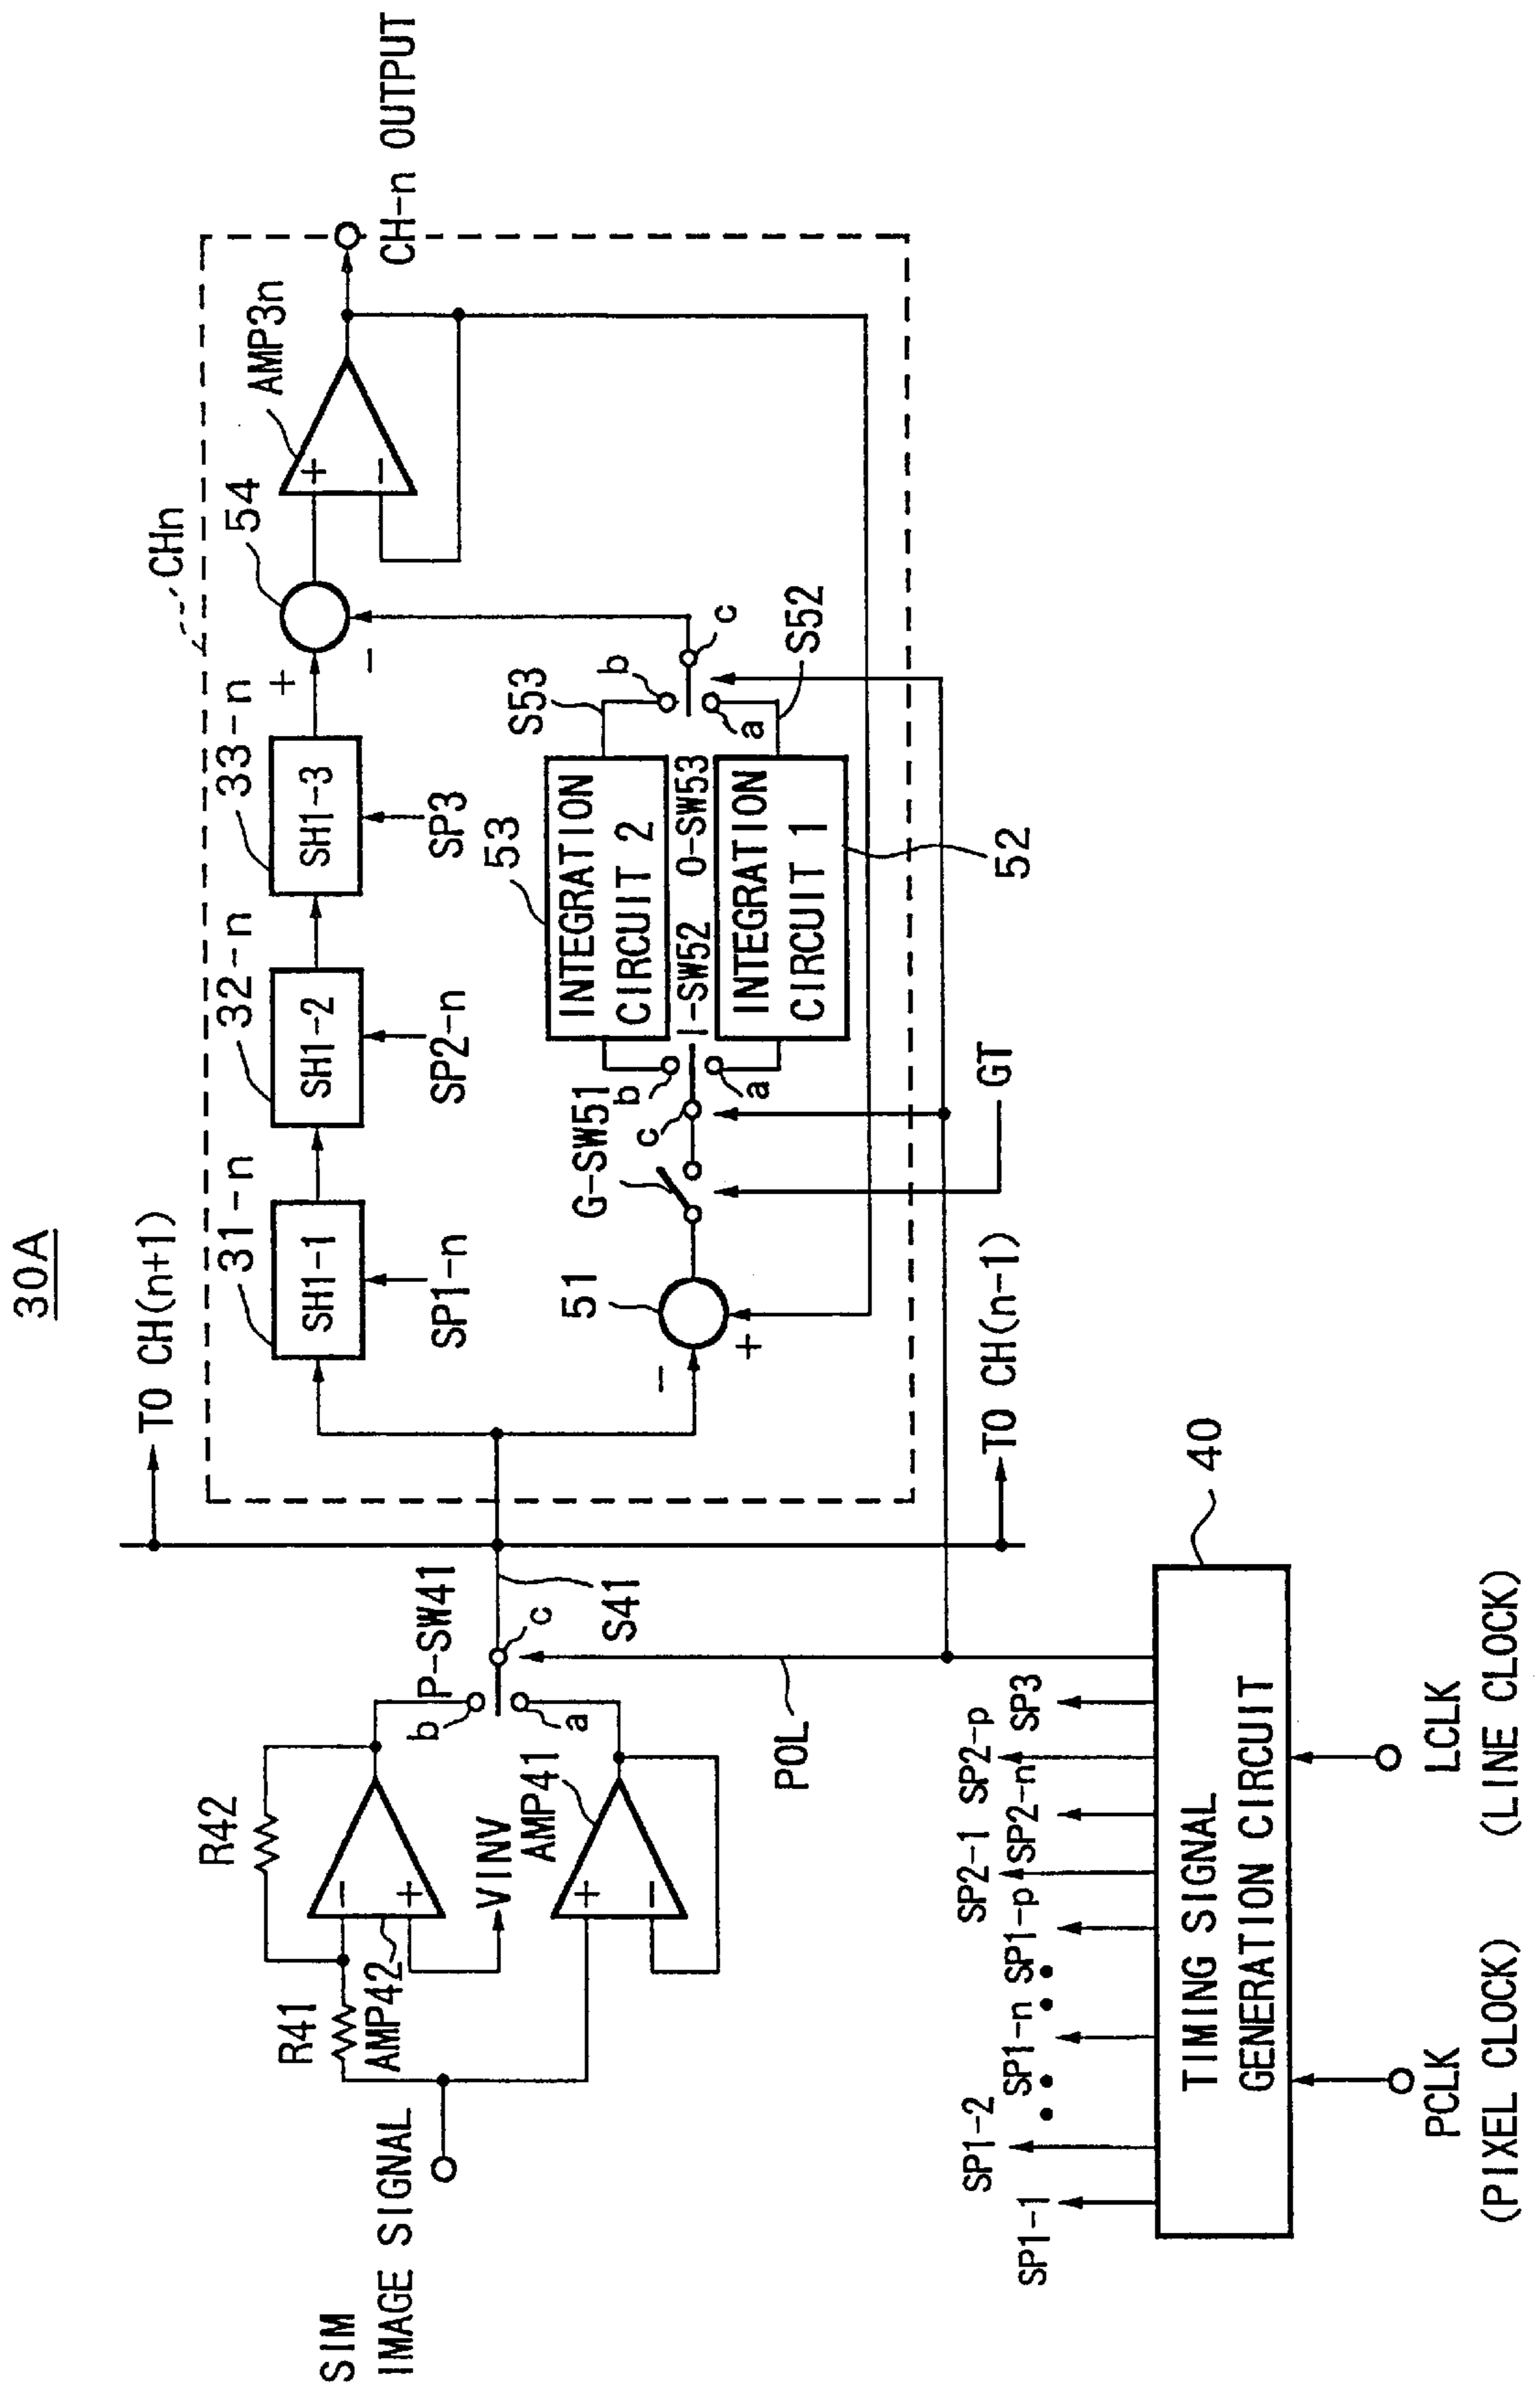 30A
TO CH(n+1)
CHn
31-n
32-n
33-n
54
AMP3n
SH1-1
SH1-2
SH1-3
+
-
+
-
CH-n OUTPUT
SP1-n
SP2-n
SP3
53
S53
b
c
INTEGRATION
CIRCUIT 2
G-SW51
b
c
a
I-SW52
O-SW53
a
S52
51
-
+
INTEGRATION
CIRCUIT 1
52
GT
TO CH(n-1)
R42
R41
AMP42
-
+
VINV
P-SW41
b
c
a
S41
AMP41
+
-
SIM
IMAGE SIGNAL
POL
SP1-1
SP1-2
SP1-n
SP1-p
SP2-1
SP2-n
SP2-p
SP3
40
TIMING SIGNAL
GENERATION CIRCUIT
PCLK
(PIXEL CLOCK)
LCLK
(LINE CLOCK)